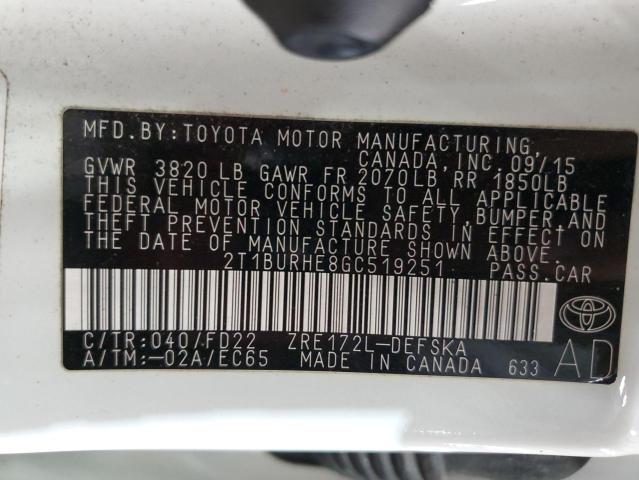 MFD.BY:TOYOTA MOTOR MANUFACTURING,
CANADA, INC. 09/15
GVWR 3820 LB GAWR FR 2070LB RR 1850LB
THIS VEHICLE CONFORMS TO ALL APPLICABLE
FEDERAL MOTOR VEHICLE SAFETY, BUMPER, AND
THEFT PREVENTION STANDARDS IN EFFECT ON
THE DATE OF MANUFACTURE SHOWN ABOVE.
2T1BURHE8GC519251 PASS.CAR
C/TR:040/FD22 ZRE172L-DEFSKA
A/TM:-02A/EC65 MADE IN CANADA 633
AD